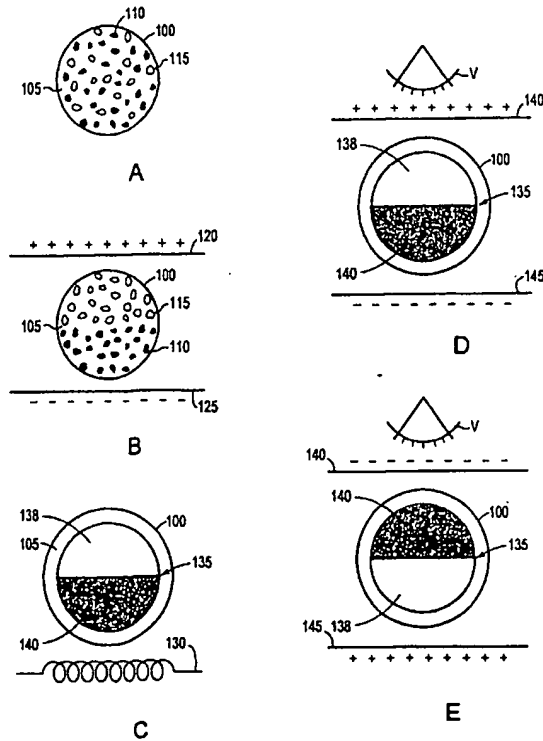 110
100
115
105
A
+ + + + + + + +
120
100
115
105
110
- - - - - - - -
125
B
138
100
105
135
140
130
C
V
+ + + + + + + + +
140
138
100
135
140
145
- - - - - - - - -
D
V
- - - - - - - - -
140
140
100
135
145
138
+ + + + + + + + +
E